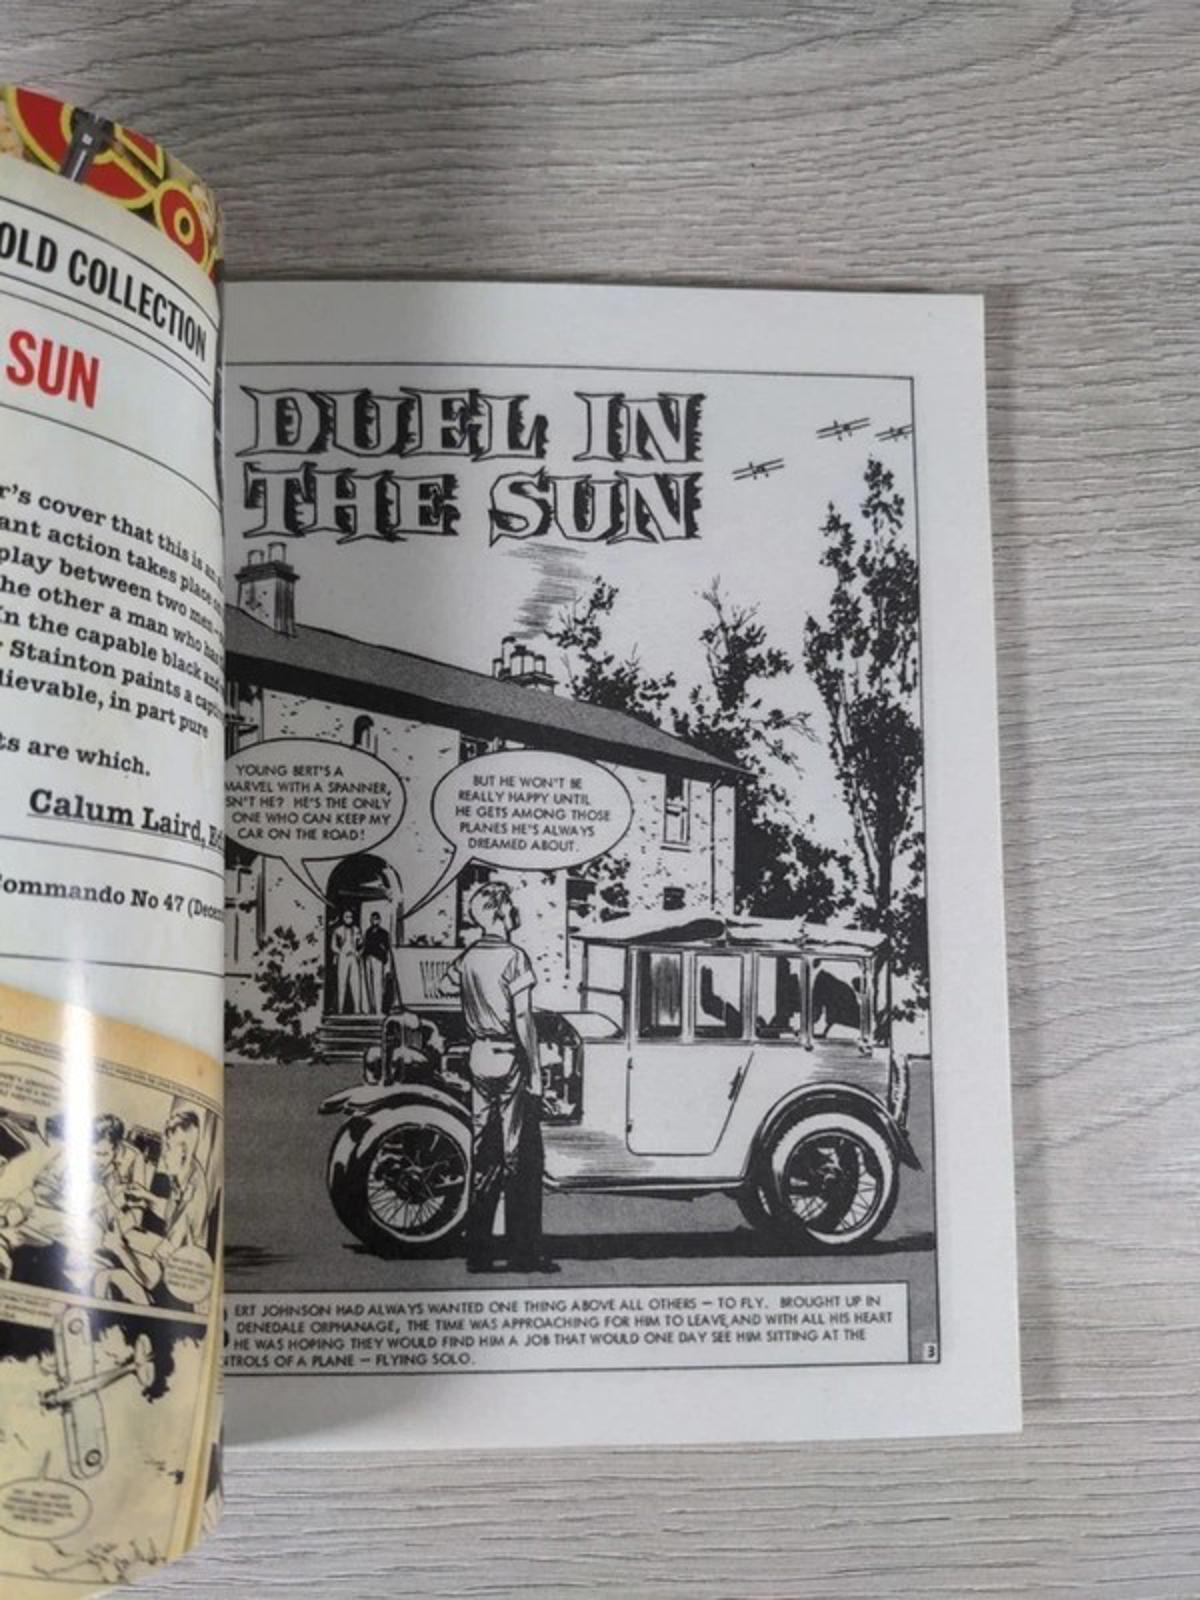 OLD COLLECTION
SUN
r's cover that this is an
ant action takes place
play between two men
he other a man who has
In the capable black and
Stainton paints a
lievable, in part pure
ts are which.
Calum Laird,
Commando No 47
DUEL IN
THE SUN
YOUNG BERT'S A
MARVEL WITH A SPANNER,
SN'T HE? HE'S THE ONLY
ONE WHO CAN KEEP MY
CAR ON THE ROAD!
BUT HE WON'T BE
REALLY HAPPY UNTIL
HE GETS AMONG THOSE
PLANES HE'S ALWAYS
DREAMED ABOUT.
ERT JOHNSON HAD ALWAYS WANTED ONE THING ABOVE ALL OTHERS — TO FLY. BROUGHT UP IN
DENEDALE ORPHANAGE, THE TIME WAS APPROACHING FOR HIM TO LEAVE, AND WITH ALL HIS HEART
HE WAS HOPING THEY WOULD FIND HIM A JOB THAT WOULD ONE DAY SEE HIM SITTING AT THE
NTROLS OF A PLANE — FLYING SOLO.
3